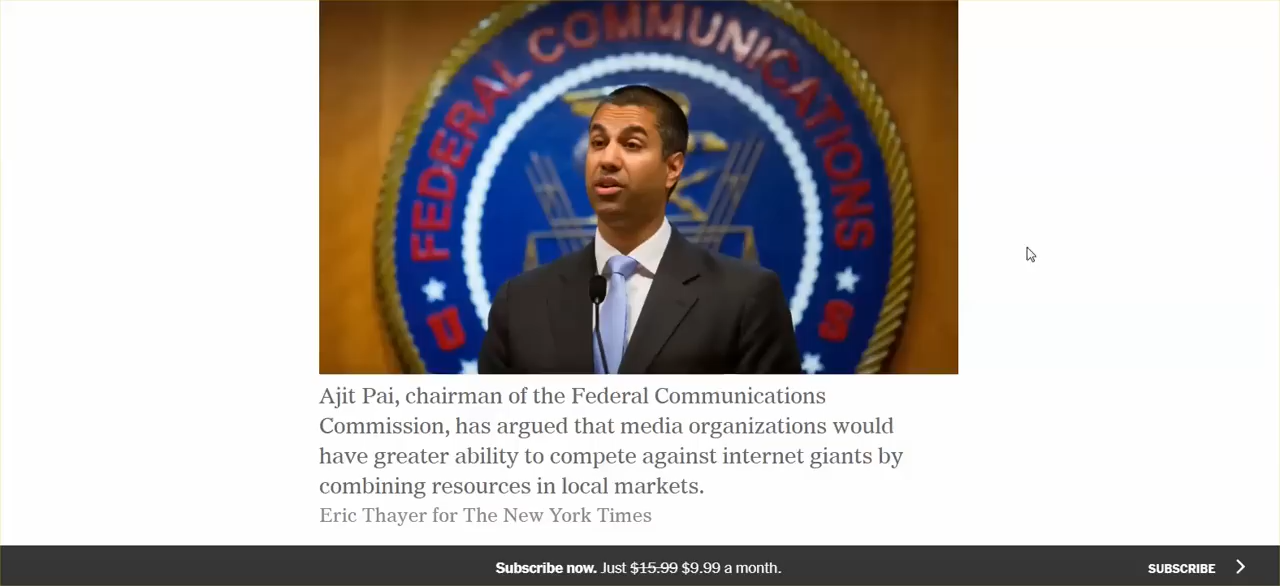 FEDERAL COMMUNICATIONS
U S
Ajit Pai, chairman of the Federal Communications
Commission, has argued that media organizations would
have greater ability to compete against internet giants by
combining resources in local markets.
Eric Thayer for The New York Times
Subscribe now. Just $15.99 $9.99 a month.
SUBSCRIBE